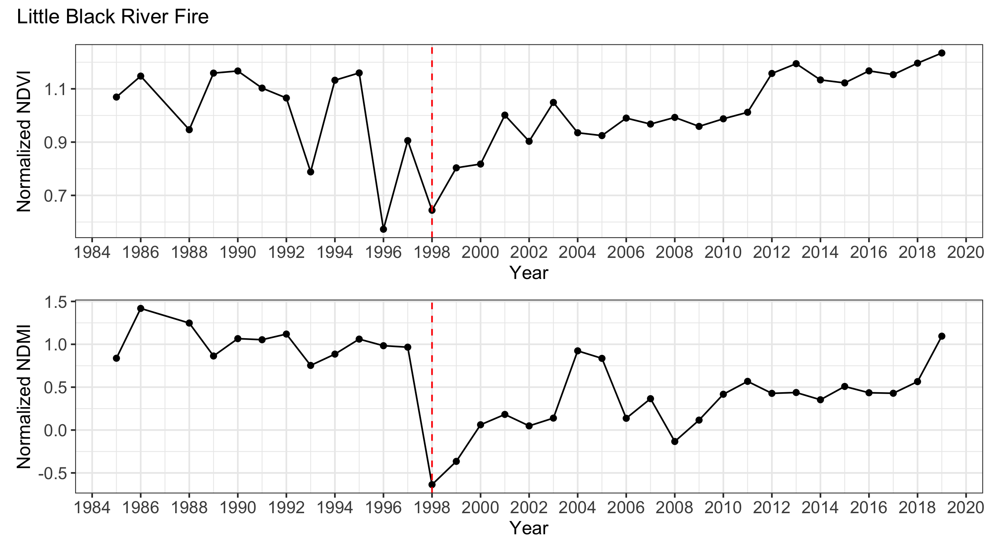 Little Black River Fire
Normalized NDVI
1.1
0.9
0.7
1984 1986 1988 1990 1992 1994 1996 1998 2000 2002 2004 2006 2008 2010 2012 2014 2016 2018 2020
Year
Normalized NDMI
1.5
1.0
0.5
0.0
-0.5
1984 1986 1988 1990 1992 1994 1996 1998 2000 2002 2004 2006 2008 2010 2012 2014 2016 2018 2020
Year